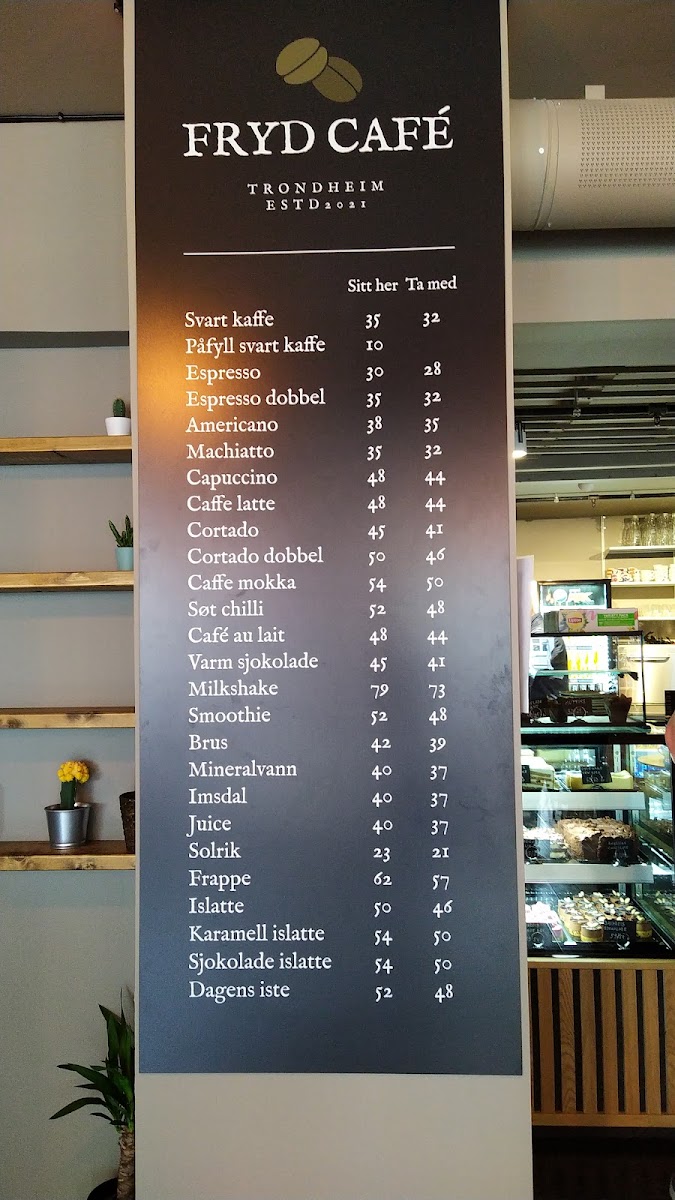 FRYD CAFÉ
TRONDHEIM
ESTD2021
Sitt her Ta med
Svart kaffe 35 32
Påfyll svart kaffe 10
Espresso 30 28
Espresso dobbel 35 32
Americano 38 35
Machiatto 35 32
Capuccino 48 44
Caffe latte 48 44
Cortado 45 41
Cortado dobbel 50 46
Caffe mokka 54 50
Søt chilli 52 48
Café au lait 48 44
Varm sjokolade 45 41
Milkshake 79 73
Smoothie 52 48
Brus 42 39
Mineralvann 40 37
Imsdal 40 37
Juice 40 37
Solrik 23 21
Frappe 62 57
Islatte 50 46
Karamell islatte 54 50
Sjokolade islatte 54 50
Dagens iste 52 48